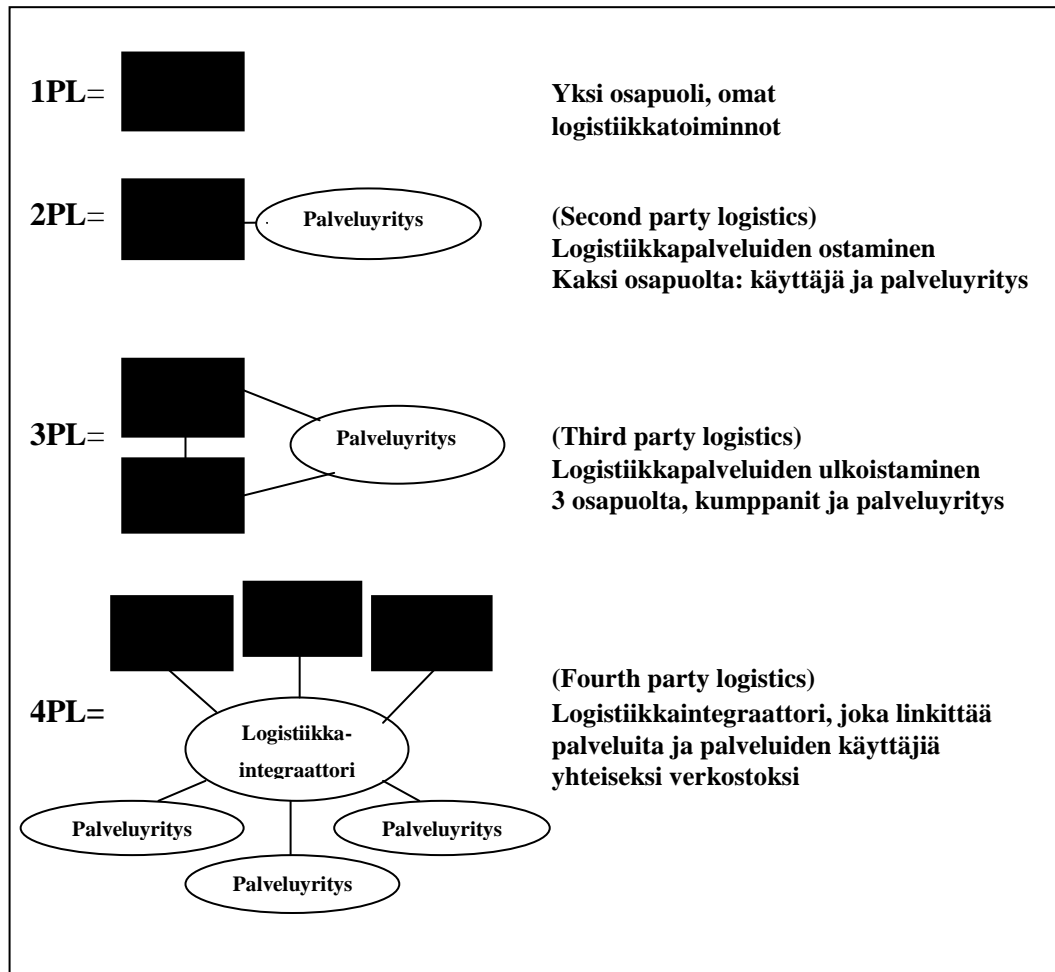 1PL=
Yksi osapuoli, omat
logistiikkatoiminnot
2PL=
Palveluyritys
(Second party logistics)
Logistiikkapalveluiden ostaminen
Kaksi osapuolta: käyttäjä ja palveluyritys
3PL=
Palveluyritys
(Third party logistics)
Logistiikkapalveluiden ulkoistaminen
3 osapuolta, kumppanit ja palveluyritys
4PL=
Logistiikka-
integraattori
Palveluyritys
Palveluyritys
Palveluyritys
(Fourth party logistics)
Logistiikkaintegraattori, joka linkittää
palveluita ja palveluiden käyttäjiä
yhteiseksi verkostoksi